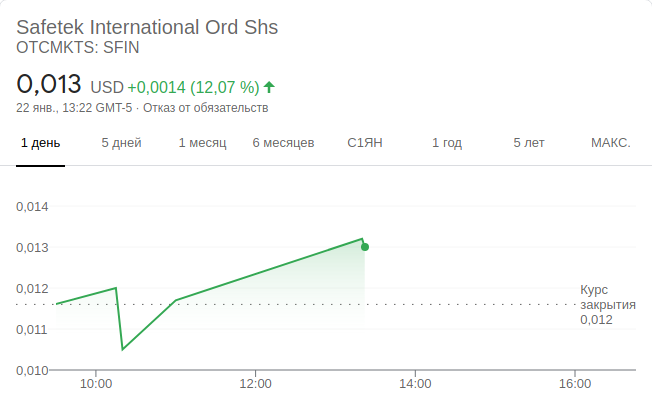 Safetek International Ord Shs
OTCMKTS: SFIN
0,013 USD +0,0014 (12,07 %)
22 янв., 13:22 GMT-5 · Отказ от обязательств
1 день 5 дней 1 месяц 6 месяцев С1ЯН 1 год 5 лет МАКС.
0,014
0,013
0,012
0,011
0,010
Курс
закрытия
0,012
10:00 12:00 14:00 16:00